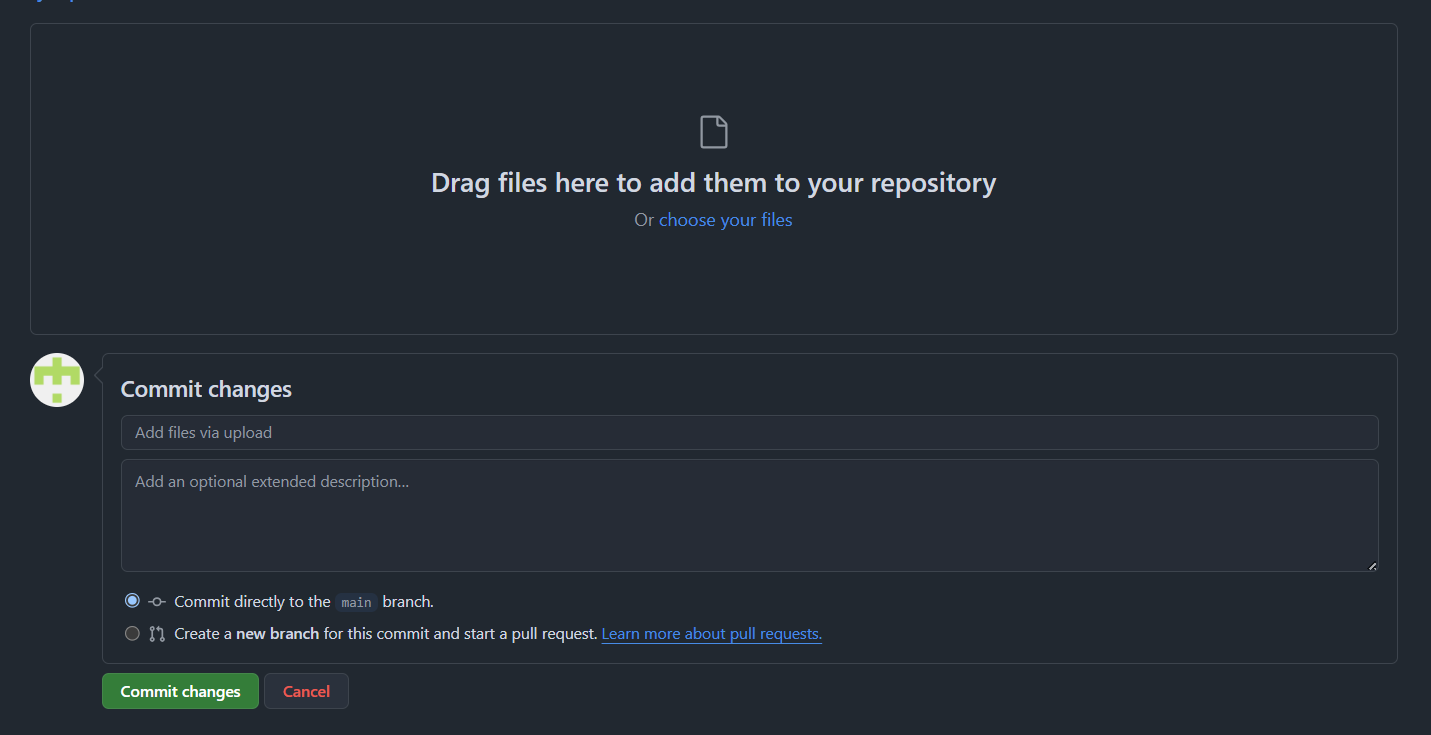 Drag files here to add them to your repository
Or choose your files
Commit changes
Add files via upload
Add an optional extended description...
Commit directly to the main branch.
Create a new branch for this commit and start a pull request. Learn more about pull requests.
Commit changes
Cancel